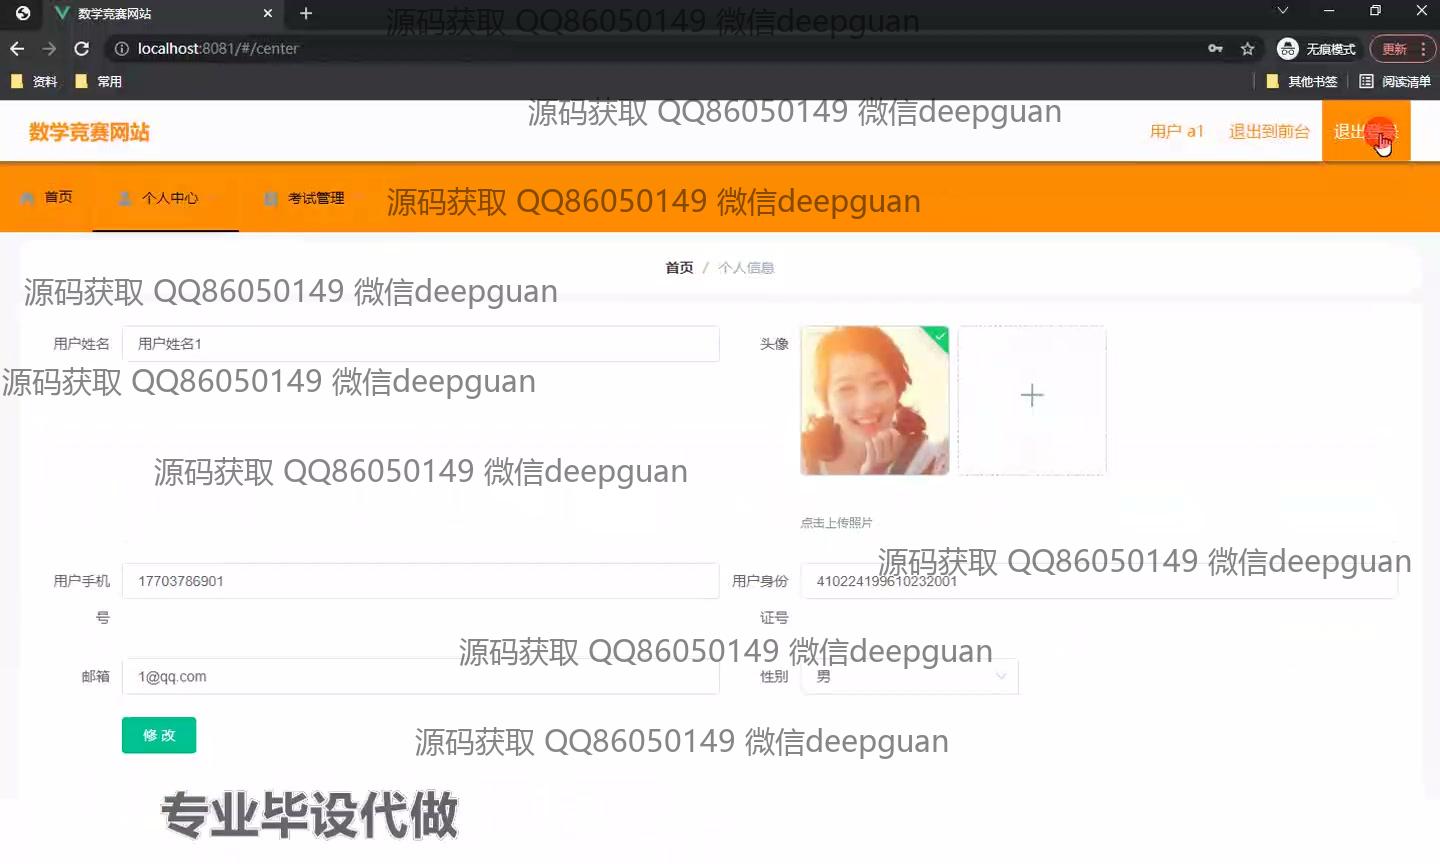 数学竞赛网站
源码获取 QQ86050149 微信deepguan
localhost:8081/#/center
无痕模式
更新
资料
常用
其他书签
阅读清单
源码获取 QQ86050149 微信deepguan
数学竞赛网站
用户 a1
退出到前台
退出登录
首页
个人中心
考试管理
源码获取 QQ86050149 微信deepguan
首页 / 个人信息
源码获取 QQ86050149 微信deepguan
用户姓名
用户姓名1
头像
源码获取 QQ86050149 微信deepguan
源码获取 QQ86050149 微信deepguan
点击上传照片
源码获取 QQ86050149 微信deepguan
用户手机号
17703786901
用户身份证号
410224199610232001
源码获取 QQ86050149 微信deepguan
邮箱
1@qq.com
性别
男
修改
源码获取 QQ86050149 微信deepguan
专业毕设代做